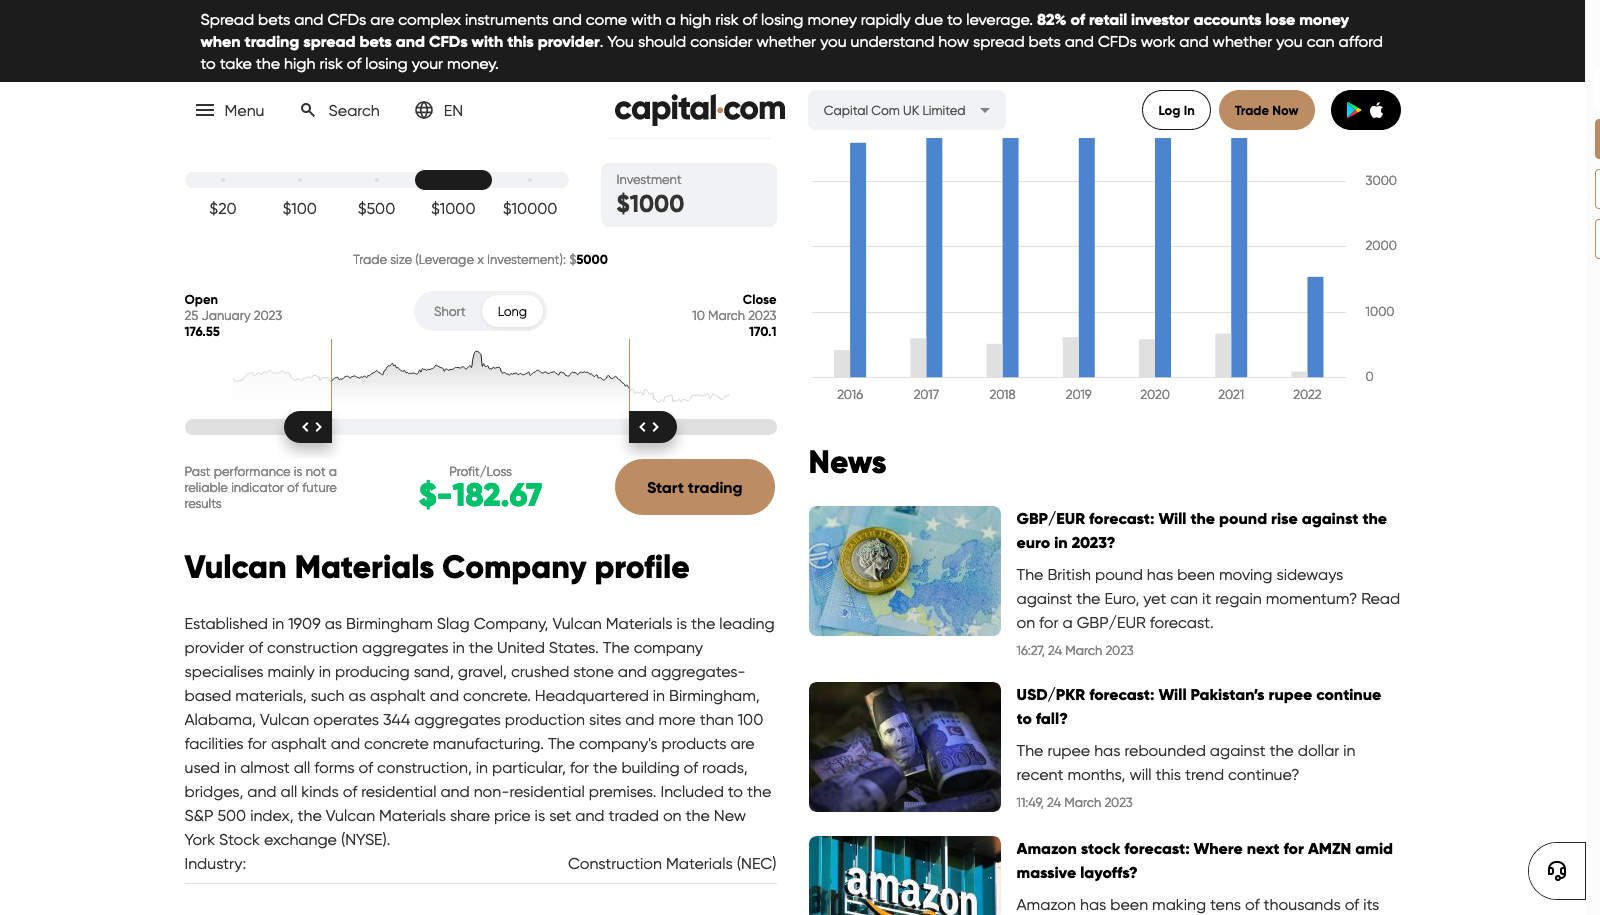 Spread bets and CFDs are complex instruments and come with a high risk of losing money rapidly due to leverage. 82% of retail investor accounts lose money
when trading spread bets and CFDs with this provider. You should consider whether you understand how spread bets and CFDs work and whether you can afford
to take the high risk of losing your money.
Menu
Search
EN
capital.com
Capital Com UK Limited
Log In
Trade Now
$20
$100
$500
$1000
$10000
Investment
$1000
Trade size (Leverage x Investement): $5000
Open
25 January 2023
176.55
Short
Long
Close
10 March 2023
170.1
Past performance is not a
reliable indicator of future
results
Profit/Loss
$-182.67
Start trading
Vulcan Materials Company profile
Established in 1909 as Birmingham Slag Company, Vulcan Materials is the leading
provider of construction aggregates in the United States. The company
specialises mainly in producing sand, gravel, crushed stone and aggregates-
based materials, such as asphalt and concrete. Headquartered in Birmingham,
Alabama, Vulcan operates 344 aggregates production sites and more than 100
facilities for asphalt and concrete manufacturing. The company's products are
used in almost all forms of construction, in particular, for the building of roads,
bridges, and all kinds of residential and non-residential premises. Included to the
S&P 500 index, the Vulcan Materials share price is set and traded on the New
York Stock exchange (NYSE).
Industry:
Construction Materials (NEC)
3000
2000
1000
0
2016
2017
2018
2019
2020
2021
2022
News
GBP/EUR forecast: Will the pound rise against the
euro in 2023?
The British pound has been moving sideways
against the Euro, yet can it regain momentum? Read
on for a GBP/EUR forecast.
16:27, 24 March 2023
USD/PKR forecast: Will Pakistan’s rupee continue
to fall?
The rupee has rebounded against the dollar in
recent months, will this trend continue?
11:49, 24 March 2023
amazon
Amazon stock forecast: Where next for AMZN amid
massive layoffs?
Amazon has been making tens of thousands of its